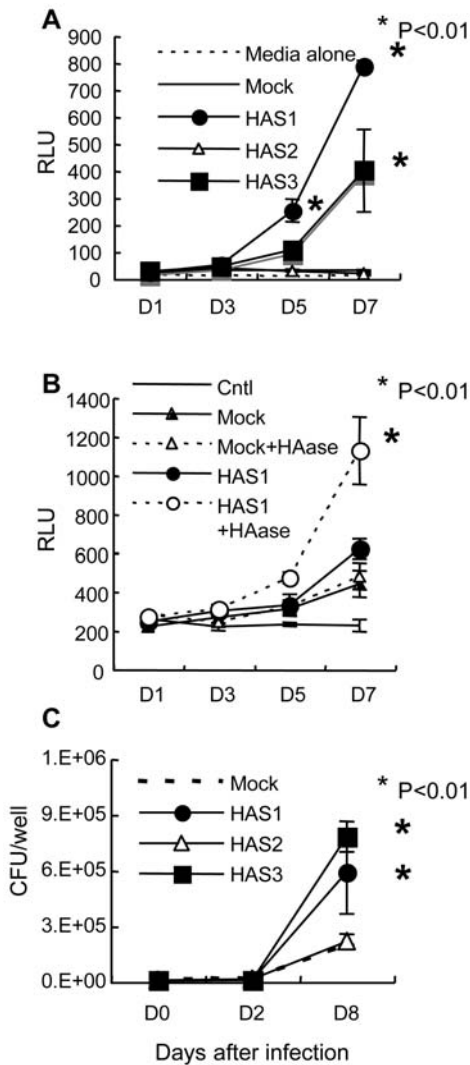 A
* P<0.01
900
800
700
600
500
400
300
200
100
0
RLU
Media alone
Mock
HAS1
HAS2
HAS3
*
*
*
D1 D3 D5 D7
B
* P<0.01
1400
1200
1000
800
600
400
200
0
RLU
Cntl
Mock
Mock+HAase
HAS1
HAS1
+HAase
*
D1 D3 D5 D7
C
* P<0.01
1.E+06
9.E+05
6.E+05
3.E+05
0.E+00
CFU/well
Mock
HAS1
HAS2
HAS3
*
*
D0 D2 D8
Days after infection